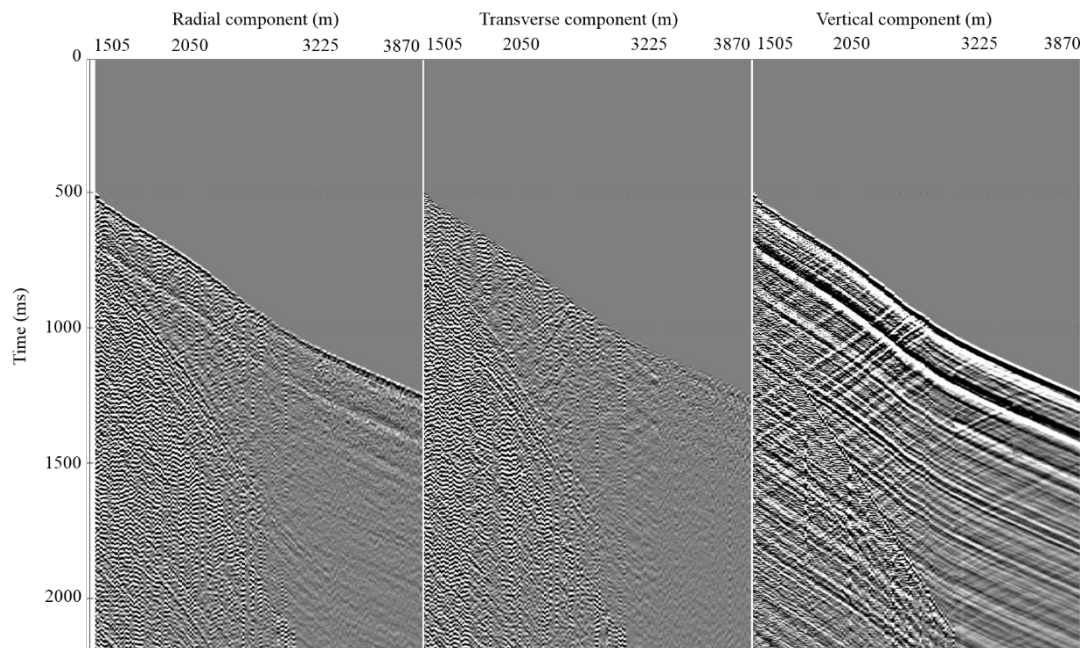 Radial component (m) Transverse component (m) Vertical component (m)
1505 2050 3225 3870 1505 2050 3225 3870 1505 2050 3225 3870
0
500
1000
Time (ms)
1500
2000